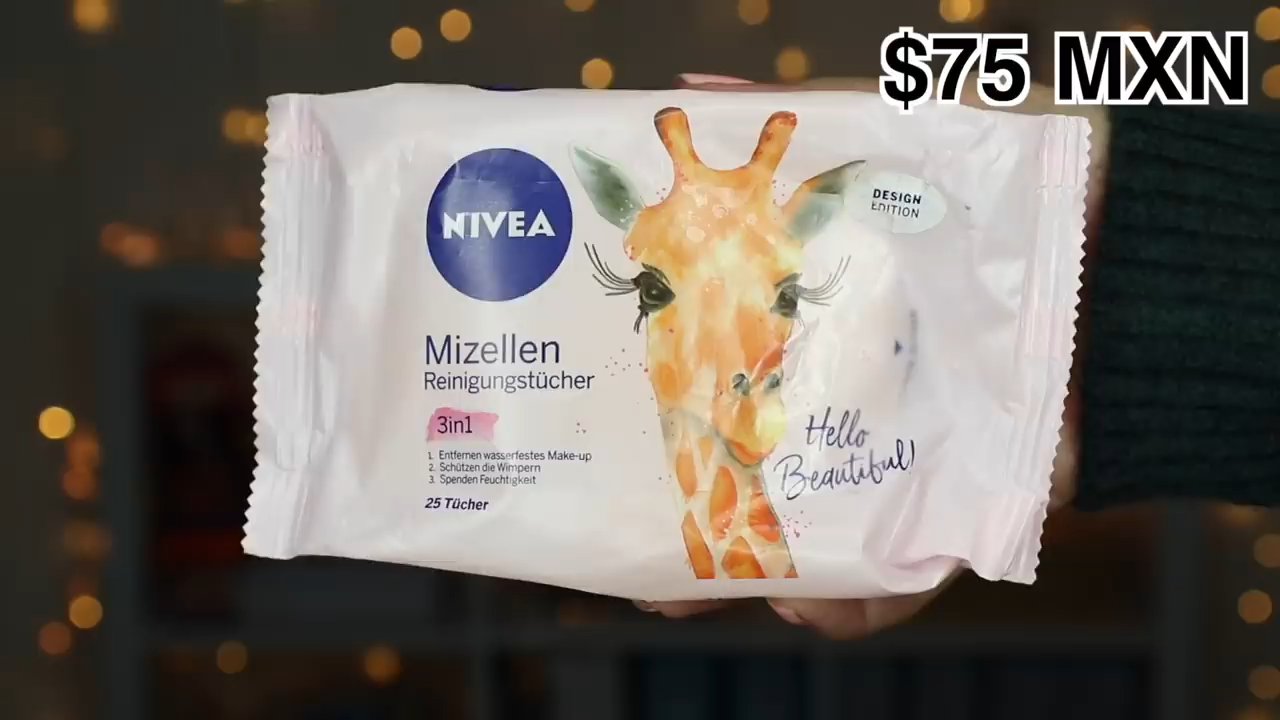 $75 MXN
NIVEA
DESIGN
EDITION
Mizellen
Reinigungstücher
3in1
1. Entfernen wasserfestes Make-up
2. Schützen die Wimpern
3. Spenden Feuchtigkeit
25 Tücher
Hello
Beautiful!